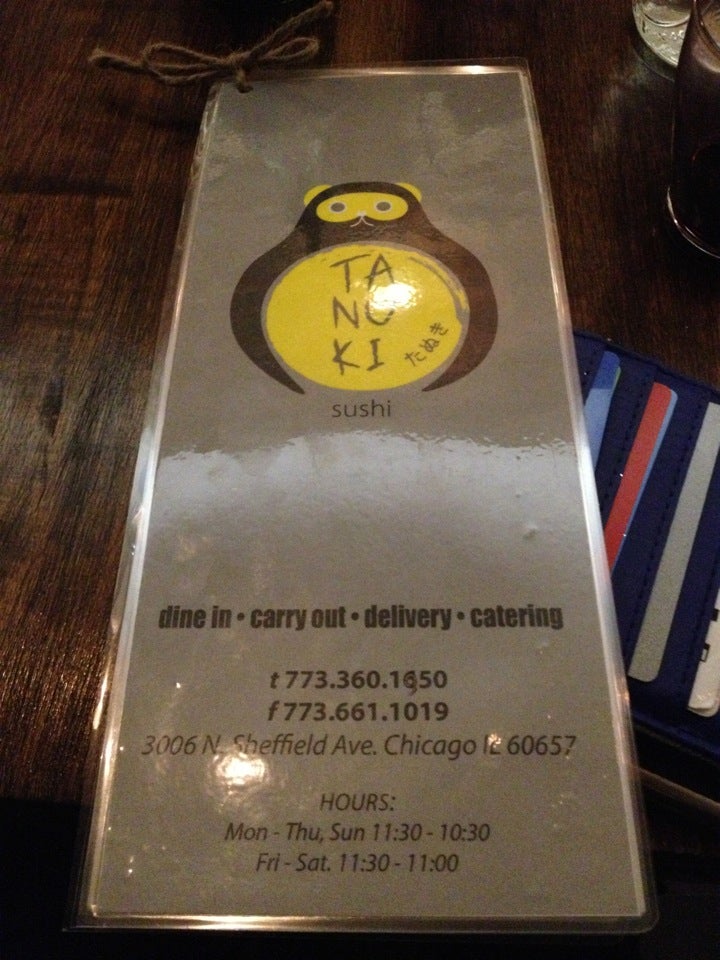 TA
NU
KI
たぬき
sushi
dine in • carry out • delivery • catering
t 773.360.1650
f 773.661.1019
3006 N. Sheffield Ave. Chicago IL 60657
HOURS:
Mon - Thu, Sun 11:30 - 10:30
Fri - Sat. 11:30 - 11:00